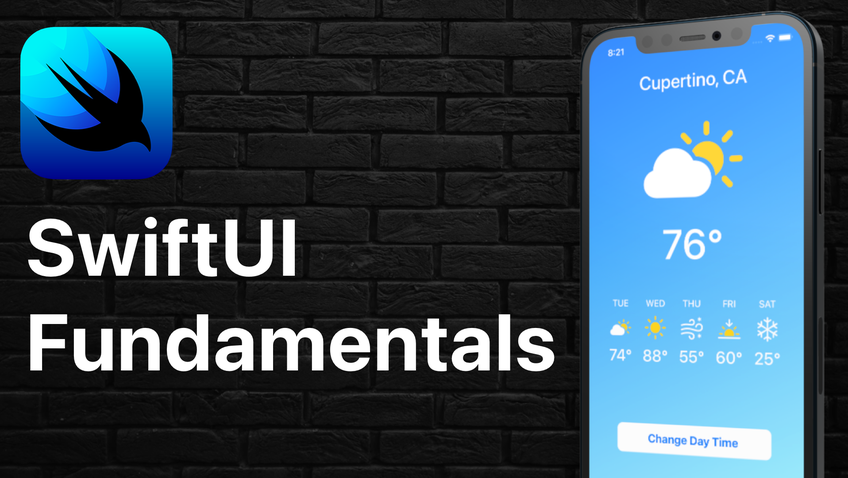 SwiftUI
Fundamentals
8:21
Cupertino, CA
76°
TUE WED THU FRI SAT
74° 88° 55° 60° 25°
Change Day Time